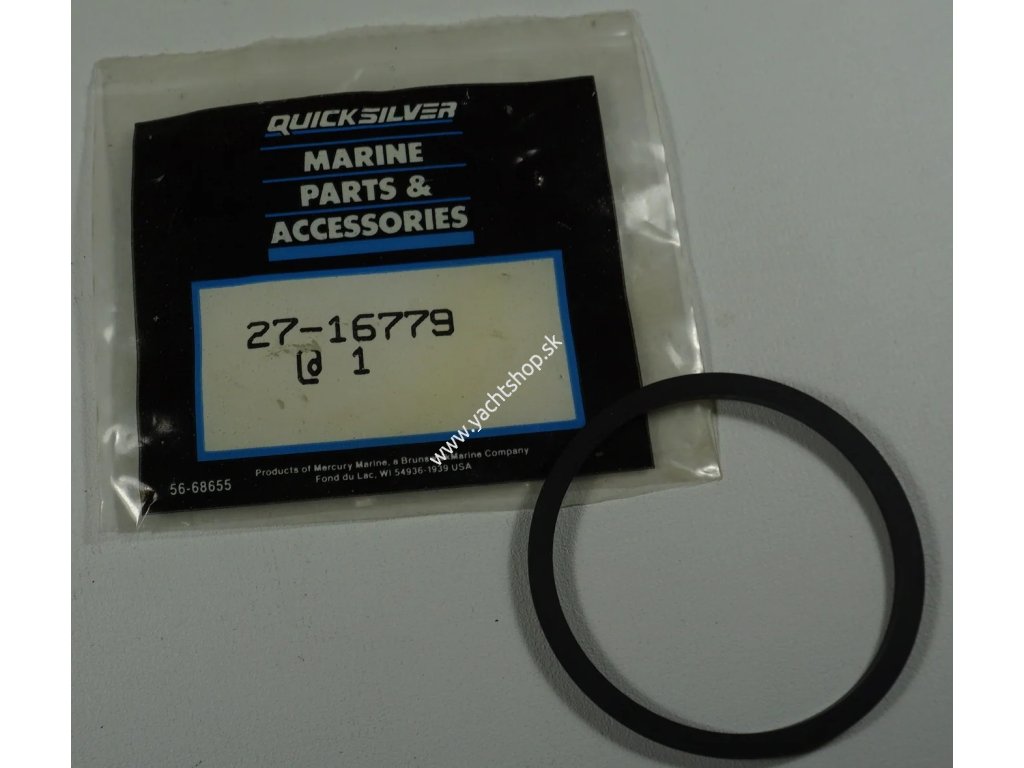 QUICKSILVER
MARINE
PARTS &
ACCESSORIES
27-16779
@ 1
www.yachtshop.sk
Products of Mercury Marine, a Brunswick Marine Company
Fond du Lac, WI 54936-1939 USA
56-68655